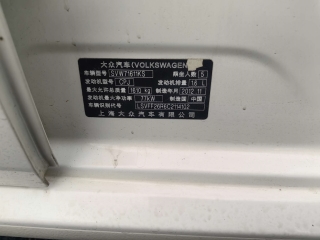 大众汽车(VOLKSWAGEN
车辆型号 SVW71611KS 乘坐人数 5
发动机型号 CPJ 发动机排量 1.6 L
最大允许总质量 1610 kg 制造年月 2012.11
发动机最大净功率 77kW 制造国 中国
车辆识别代号
上海大众汽车有限公司